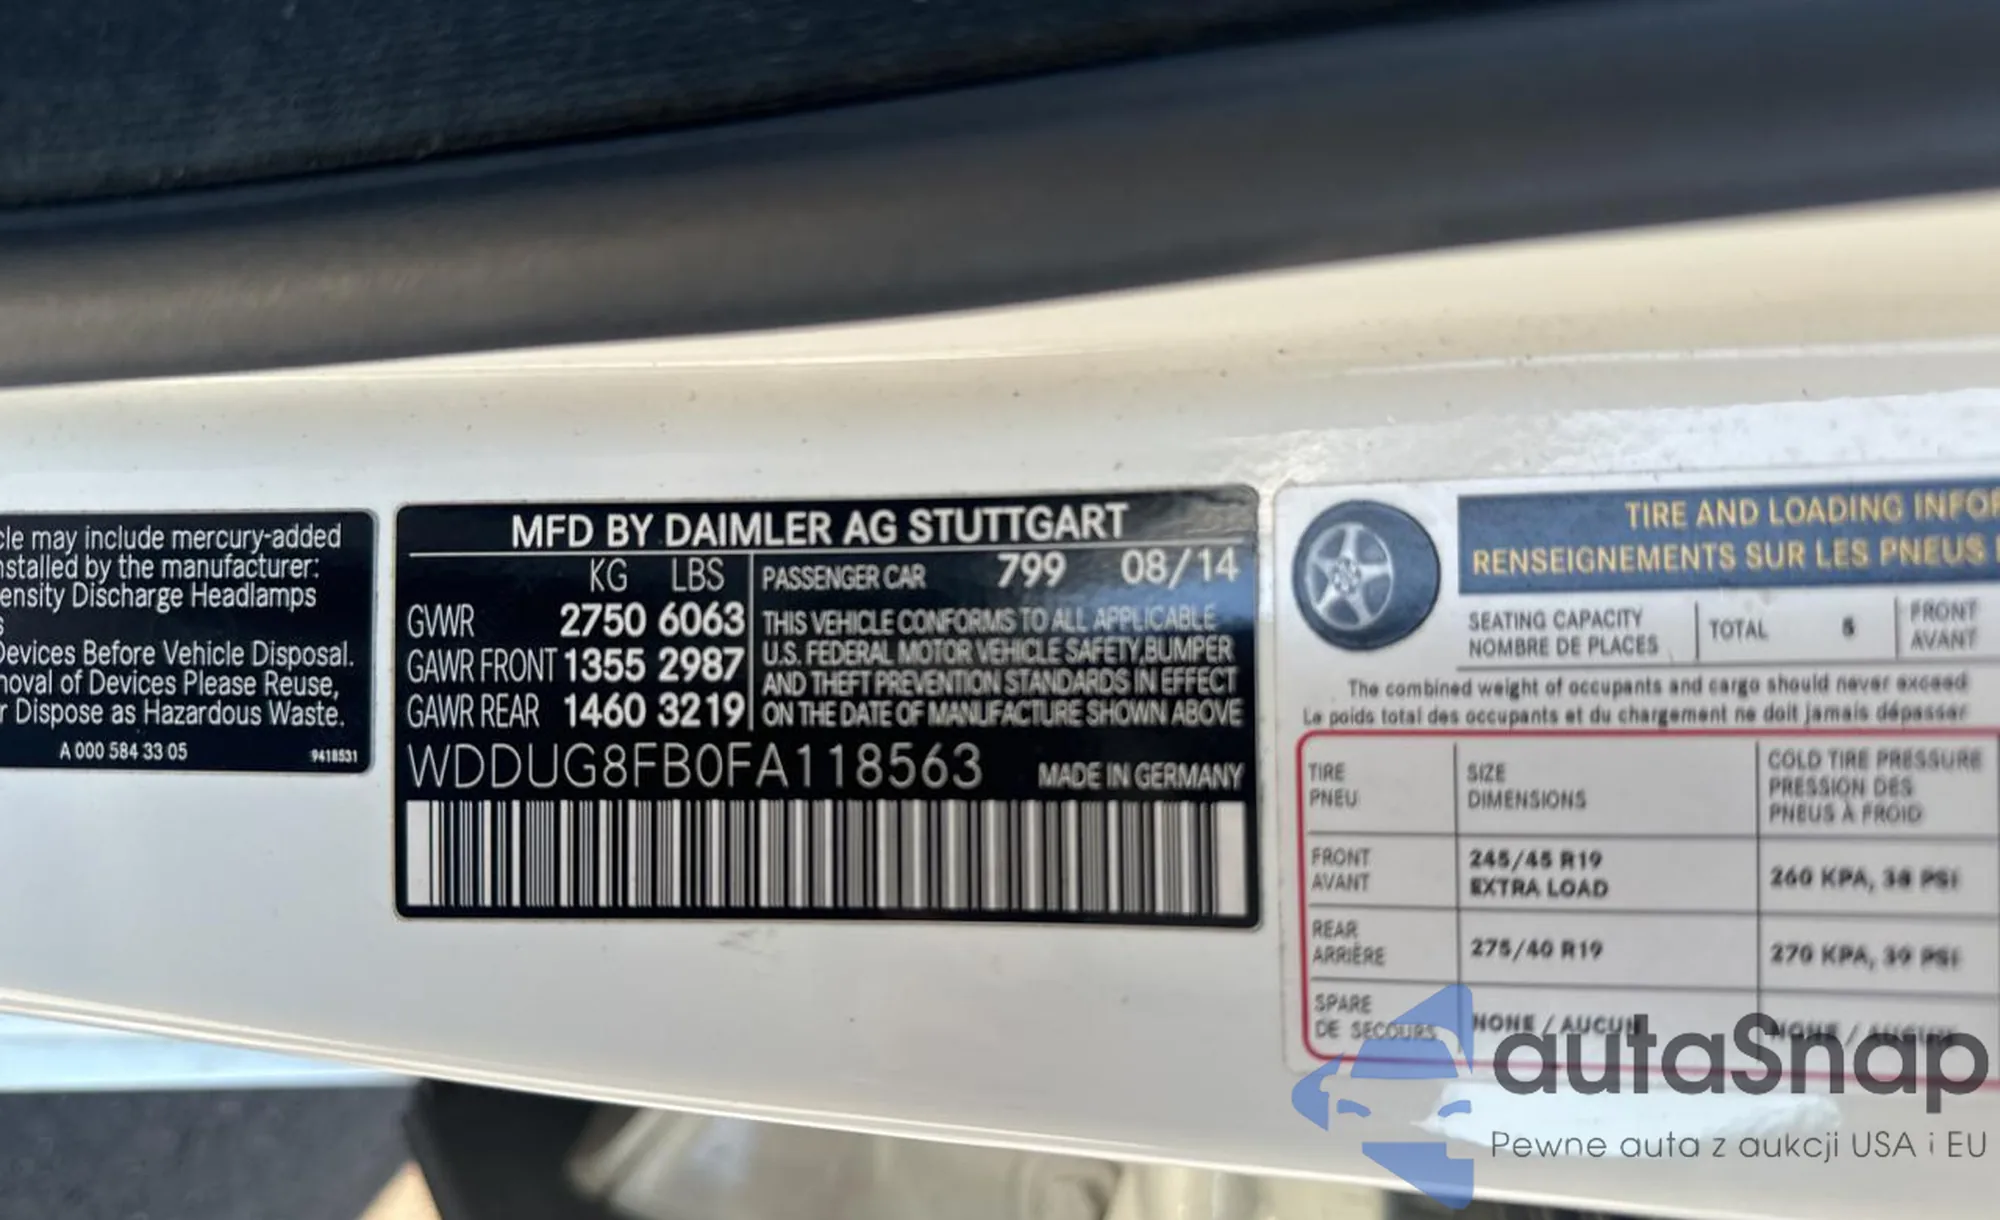 cle may include mercury-added
nstalled by the manufacturer:
ensity Discharge Headlamps
s
Devices Before Vehicle Disposal.
moval of Devices Please Reuse,
r Dispose as Hazardous Waste.
A 000 584 33 05
9418531
MFD BY DAIMLER AG STUTTGART
KG LBS
GVWR 2750 6063
GAWR FRONT 1355 2987
GAWR REAR 1460 3219
PASSENGER CAR 799 08/14
THIS VEHICLE CONFORMS TO ALL APPLICABLE
U.S. FEDERAL MOTOR VEHICLE SAFETY,BUMPER
AND THEFT PREVENTION STANDARDS IN EFFECT
ON THE DATE OF MANUFACTURE SHOWN ABOVE
WDDUG8FB0FA118563 MADE IN GERMANY
TIRE AND LOADING INFOR
RENSEIGNEMENTS SUR LES PNEUS
SEATING CAPACITY
NOMBRE DE PLACES
TOTAL 5
FRONT
AVANT
The combined weight of occupants and cargo should never exceed
Le poids total des occupants et du chargement ne doit jamais dépasser
TIRE
PNEU
SIZE
DIMENSIONS
COLD TIRE PRESSURE
PRESSION DES
PNEUS À FROID
FRONT
AVANT
245/45 R19
EXTRA LOAD
260 KPA, 38 PSI
REAR
ARRIÈRE
275/40 R19
270 KPA, 39 PSI
SPARE
DE SECOURS
NONE / AUCUN
NONE / AUCUN
autaSnap
Pewne auta z aukcji USA i EU